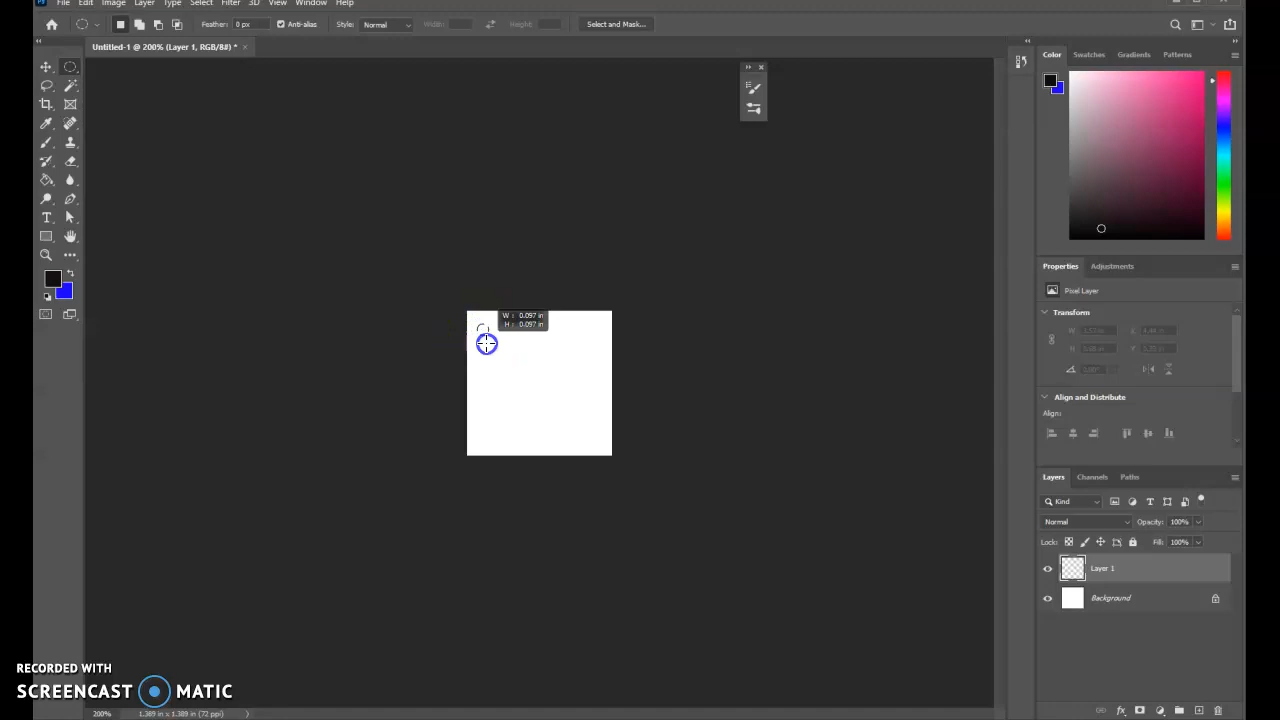 File Edit Image Layer Type Select Filter 3D View Window Help
Feather: 0 px Anti-alias Style: Normal Width: Height: Select and Mask...
Untitled-1 @ 200% (Layer 1, RGB/8#) * ×
Color Swatches Gradients Patterns
Properties Adjustments
Pixel Layer
Transform
W: X:
H: Y:
Align and Distribute
Align:
W : 0.097 in
H : 0.097 in
Layers Channels Paths
Kind
Normal Opacity: 100%
Lock: Fill: 100%
Layer 1
Background
RECORDED WITH
SCREENCAST MATIC
200% 1.389 in x 1.389 in (72 ppi)